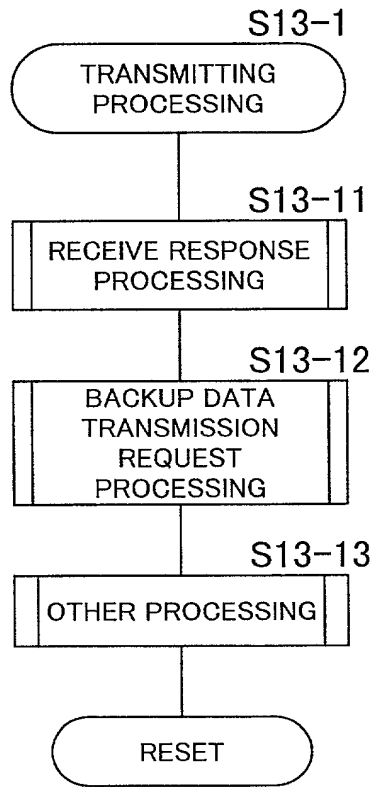 S13-1
TRANSMITTING
PROCESSING
S13-11
RECEIVE RESPONSE
PROCESSING
S13-12
BACKUP DATA
TRANSMISSION
REQUEST
PROCESSING
S13-13
OTHER PROCESSING
RESET